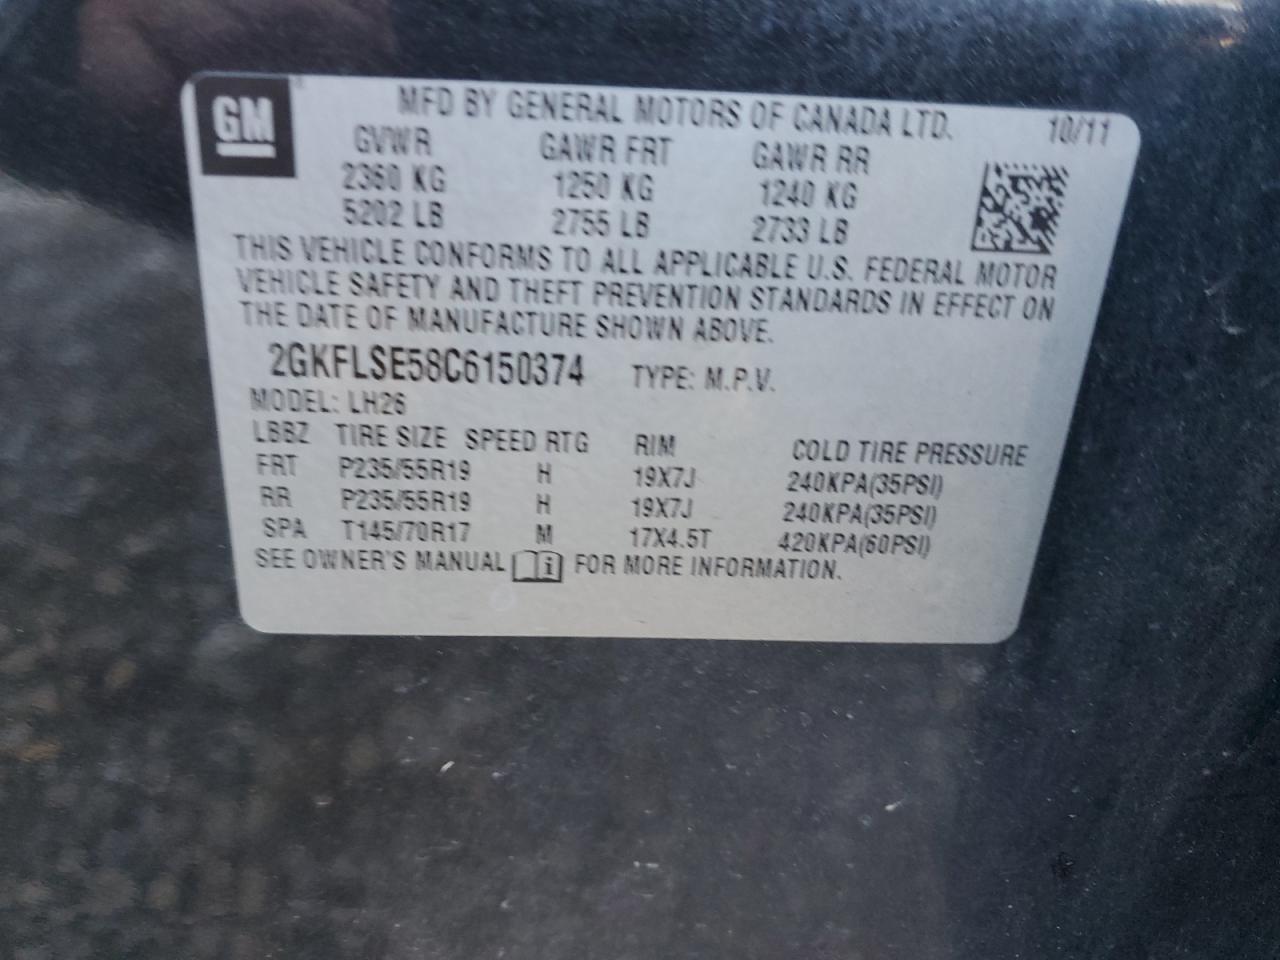 GM
MFD BY GENERAL MOTORS OF CANADA LTD. 10/11
GVWR GAWR FRT GAWR RR
2360 KG 1250 KG 1240 KG
5202 LB 2755 LB 2733 LB
THIS VEHICLE CONFORMS TO ALL APPLICABLE U.S. FEDERAL MOTOR
VEHICLE SAFETY AND THEFT PREVENTION STANDARDS IN EFFECT ON
THE DATE OF MANUFACTURE SHOWN ABOVE.
2GKFLSE58C6150374 TYPE: M.P.V.
MODEL: LH26
LBBZ TIRE SIZE SPEED RTG RIM COLD TIRE PRESSURE
FRT P235/55R19 H 19X7J 240KPA(35PSI)
RR P235/55R19 H 19X7J 240KPA(35PSI)
SPA T145/70R17 M 17X4.5T 420KPA(60PSI)
SEE OWNER'S MANUAL i FOR MORE INFORMATION.